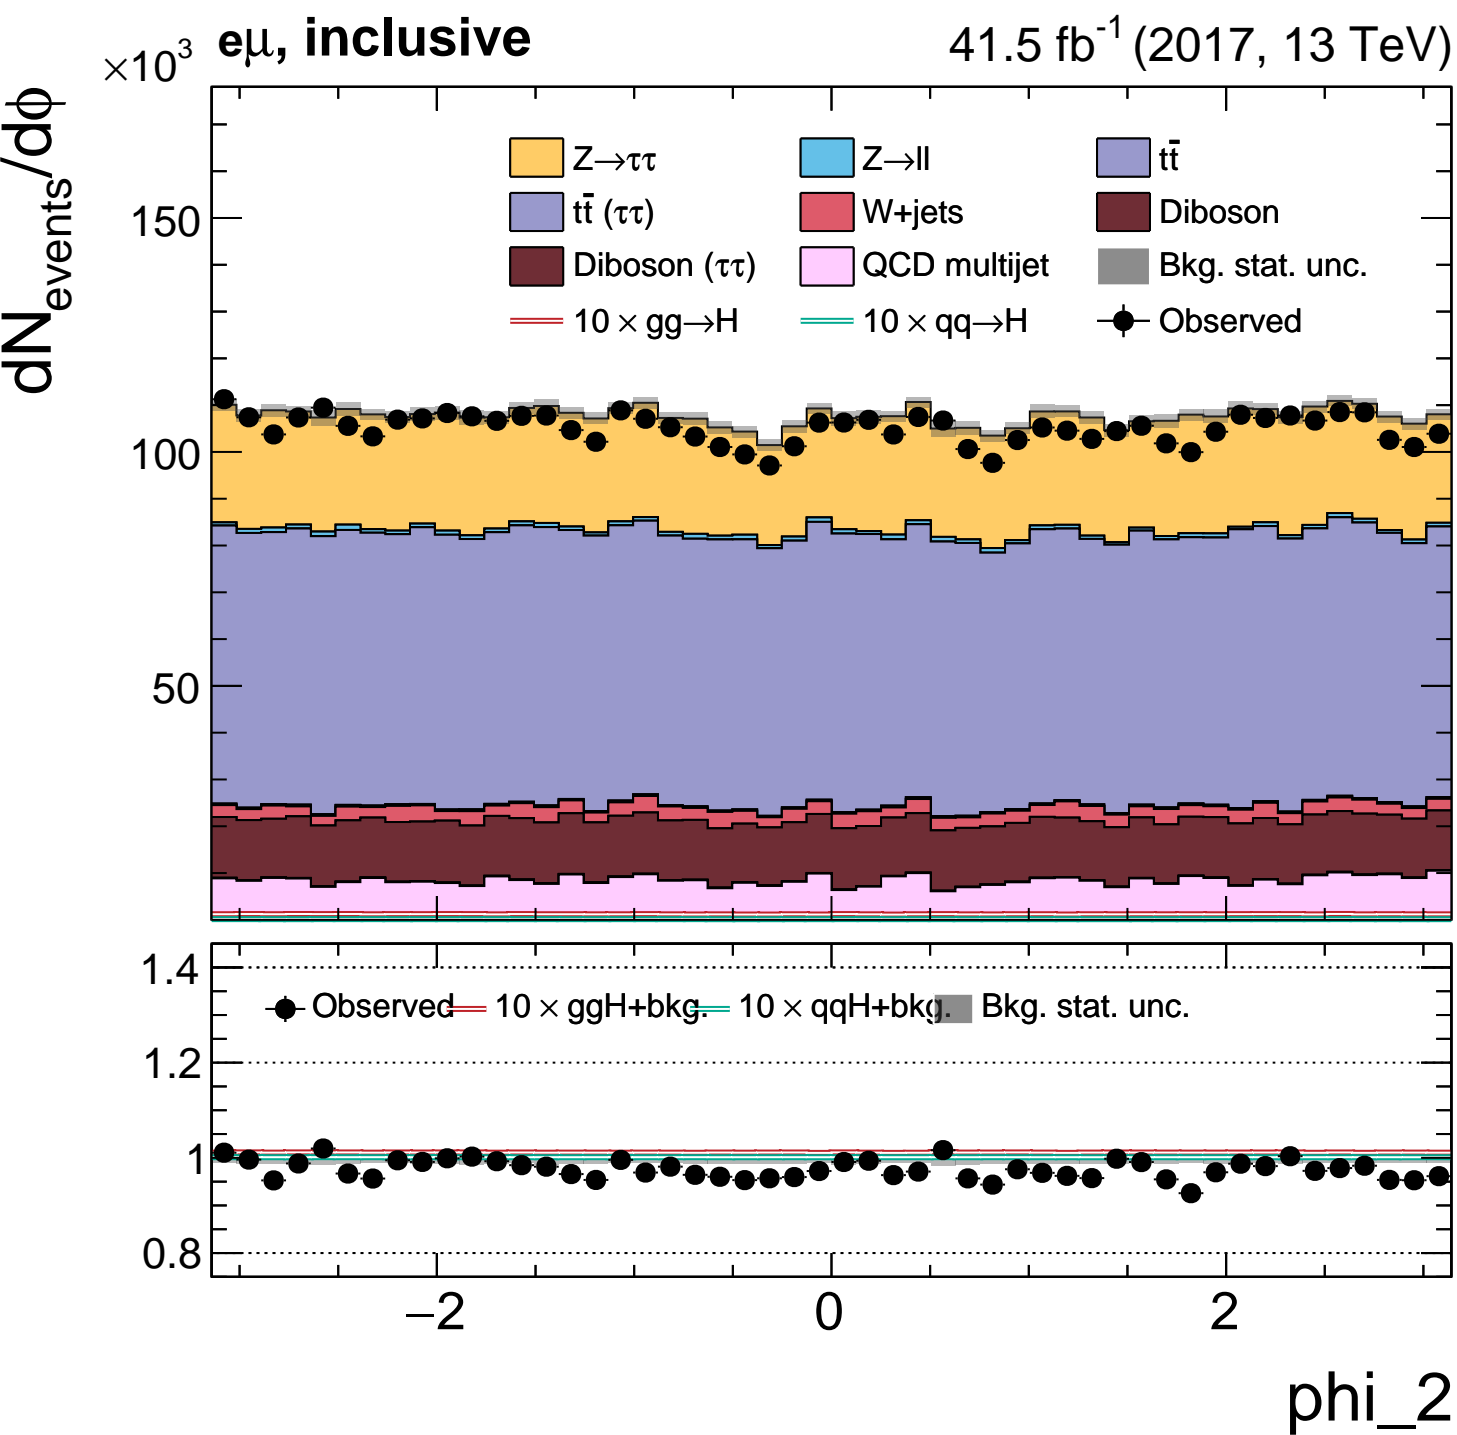 ×10³ eμ, inclusive 41.5 fb⁻¹ (2017, 13 TeV)
dN_events/dϕ
Z→ττ Z→ll tt̄
tt̄ (ττ) W+jets Diboson
Diboson (ττ) QCD multijet Bkg. stat. unc.
10 × gg→H 10 × qq→H Observed
150
100
50
1.4
Observed 10 × ggH+bkg. 10 × qqH+bkg. Bkg. stat. unc.
1.2
1
0.8
−2 0 2
phi_2